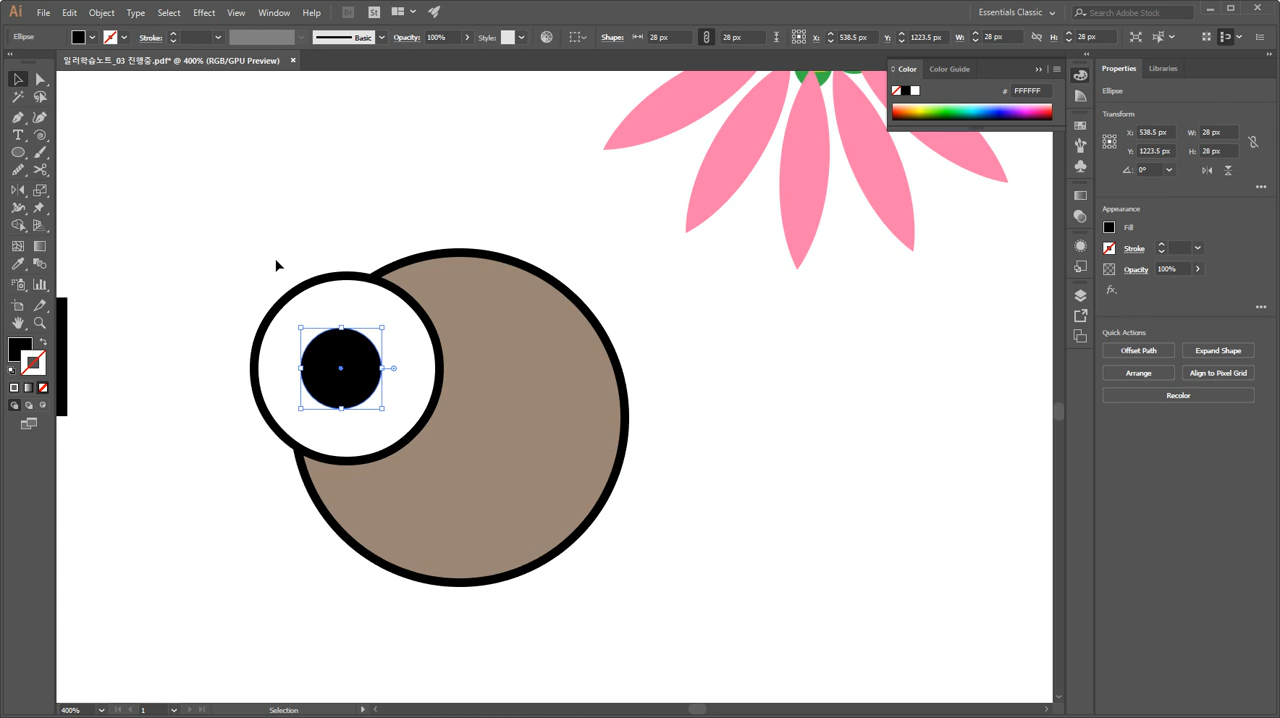 Ai File Edit Object Type Select Effect View Window Help Br St Essentials Classic Search Adobe Stock
Ellipse Stroke: Basic Opacity: 100% Style: Shape: 28 px 28 px X: 538.5 px Y: 1223.5 px W: 28 px H: 28 px
일러학습노트_03 진행중.pdf* @ 400% (RGB/GPU Preview) ×
Color Color Guide
# FFFFFF
Properties Libraries
Ellipse
Transform
X: 538.5 px W: 28 px
Y: 1223.5 px H: 28 px
0°
Appearance
Fill
Stroke
Opacity 100%
fx
Quick Actions
Offset Path Expand Shape
Arrange Align to Pixel Grid
Recolor
400% 1 Selection